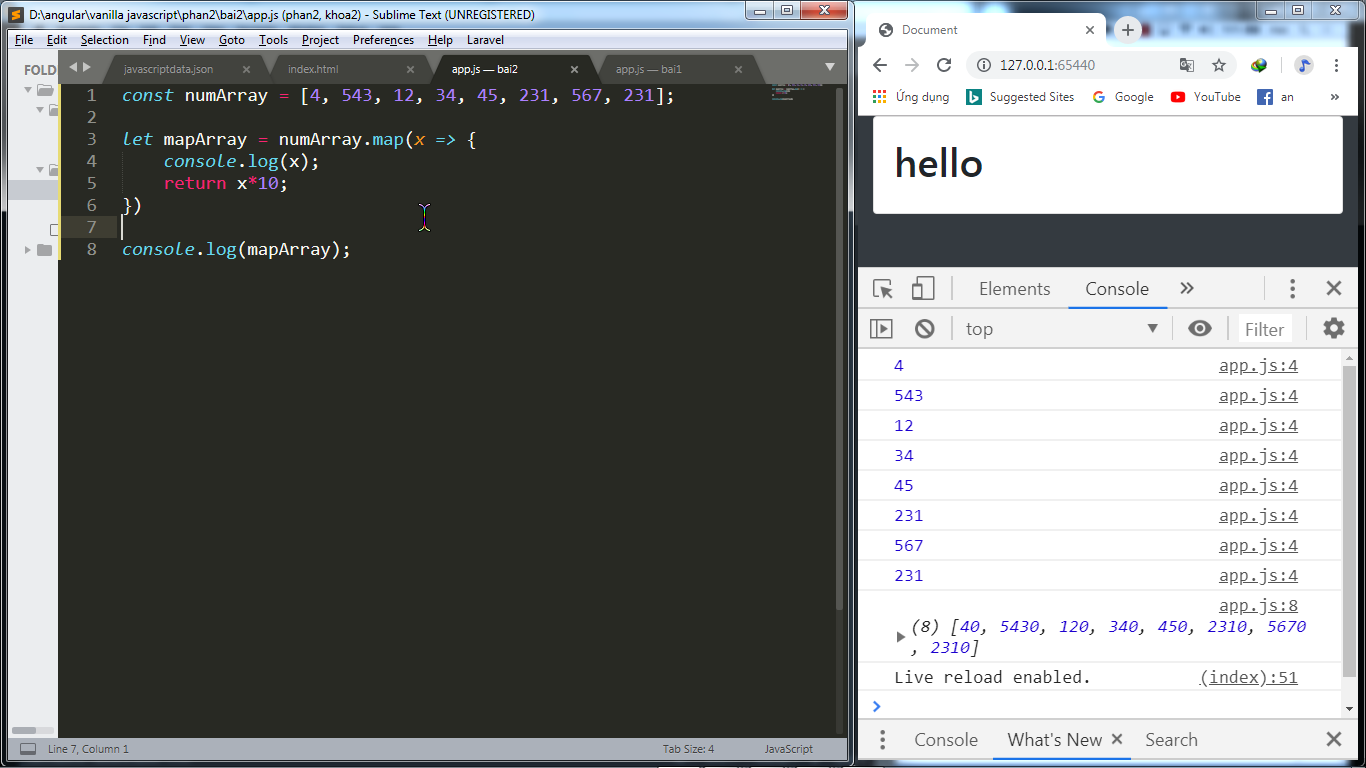 D:\angular\vanilla javascript\phan2\bai2\app.js (phan2, khoa2) - Sublime Text (UNREGISTERED)
File Edit Selection Find View Goto Tools Project Preferences Help Laravel
FOLD
javascriptdata.json index.html app.js — bai2 app.js — bai1
1 const numArray = [4, 543, 12, 34, 45, 231, 567, 231];
2
3 let mapArray = numArray.map(x => {
4 console.log(x);
5 return x*10;
6 })
7
8 console.log(mapArray);
Line 7, Column 1 Tab Size: 4 JavaScript
Document
127.0.0.1:65440
Ứng dụng Suggested Sites Google YouTube an »
hello
Elements Console »
top Filter
4 app.js:4
543 app.js:4
12 app.js:4
34 app.js:4
45 app.js:4
231 app.js:4
567 app.js:4
231 app.js:4
app.js:8
(8) [40, 5430, 120, 340, 450, 2310, 5670
, 2310]
Live reload enabled. (index):51
Console What's New Search